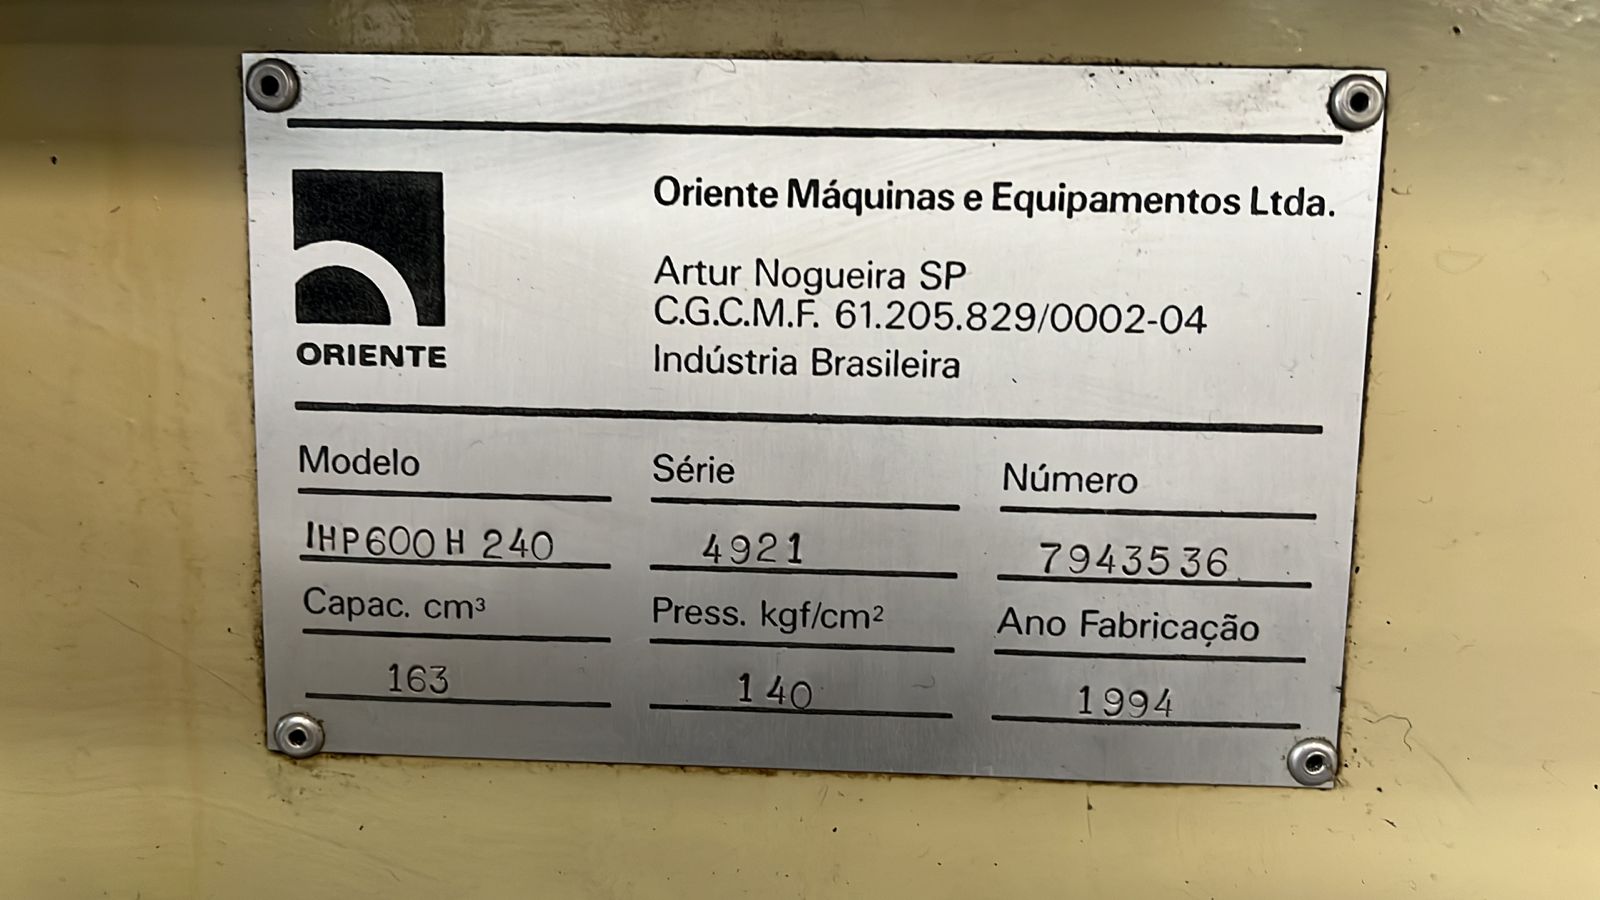 Oriente Máquinas e Equipamentos Ltda.
Artur Nogueira SP
C.G.C.M.F. 61.205.829/0002-04
Indústria Brasileira
ORIENTE
Modelo Série Número
IHP600 H 240 4921 7943536
Capac. cm³ Press. kgf/cm² Ano Fabricação
163 140 1994